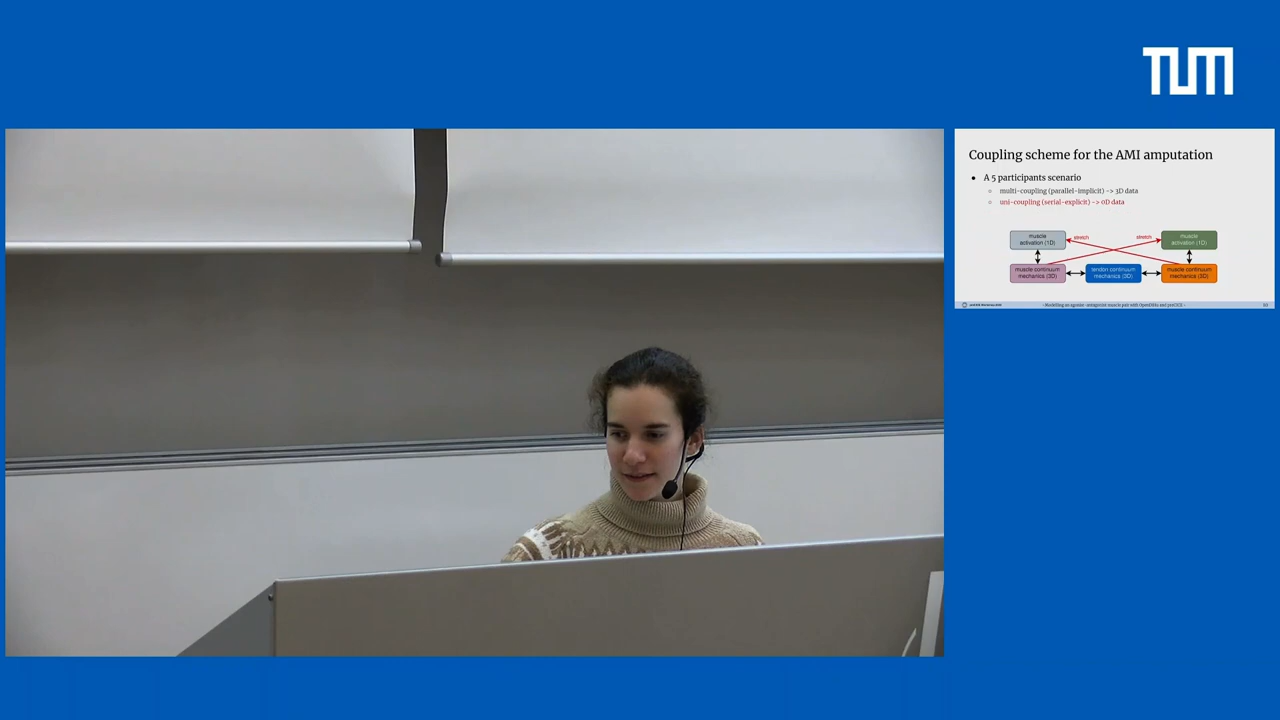 TUM
Coupling scheme for the AMI amputation
● A 5 participants scenario
○ multi-coupling (parallel-implicit) -> 3D data
○ uni-coupling (serial-explicit) -> 0D data
muscle
activation (1D)
stretch
stretch
muscle
activation (1D)
muscle continuum
mechanics (3D)
tendon continuum
mechanics (3D)
muscle continuum
mechanics (3D)